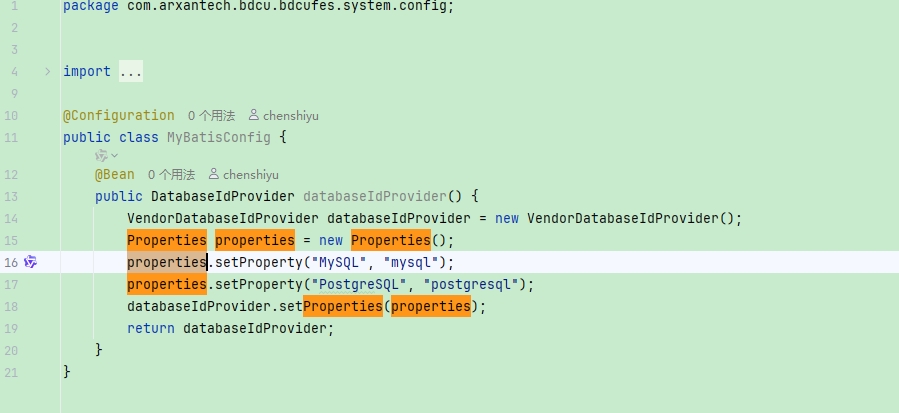 1 package com.arxantech.bdcu.bdcufes.system.config;
2
3
4 import ...
9
10 @Configuration 0 个用法 chenshiyu
11 public class MyBatisConfig {
12 @Bean 0 个用法 chenshiyu
13 public DatabaseIdProvider databaseIdProvider() {
14 VendorDatabaseIdProvider databaseIdProvider = new VendorDatabaseIdProvider();
15 Properties properties = new Properties();
16 properties.setProperty("MySQL", "mysql");
17 properties.setProperty("PostgreSQL", "postgresql");
18 databaseIdProvider.setProperties(properties);
19 return databaseIdProvider;
20 }
21 }